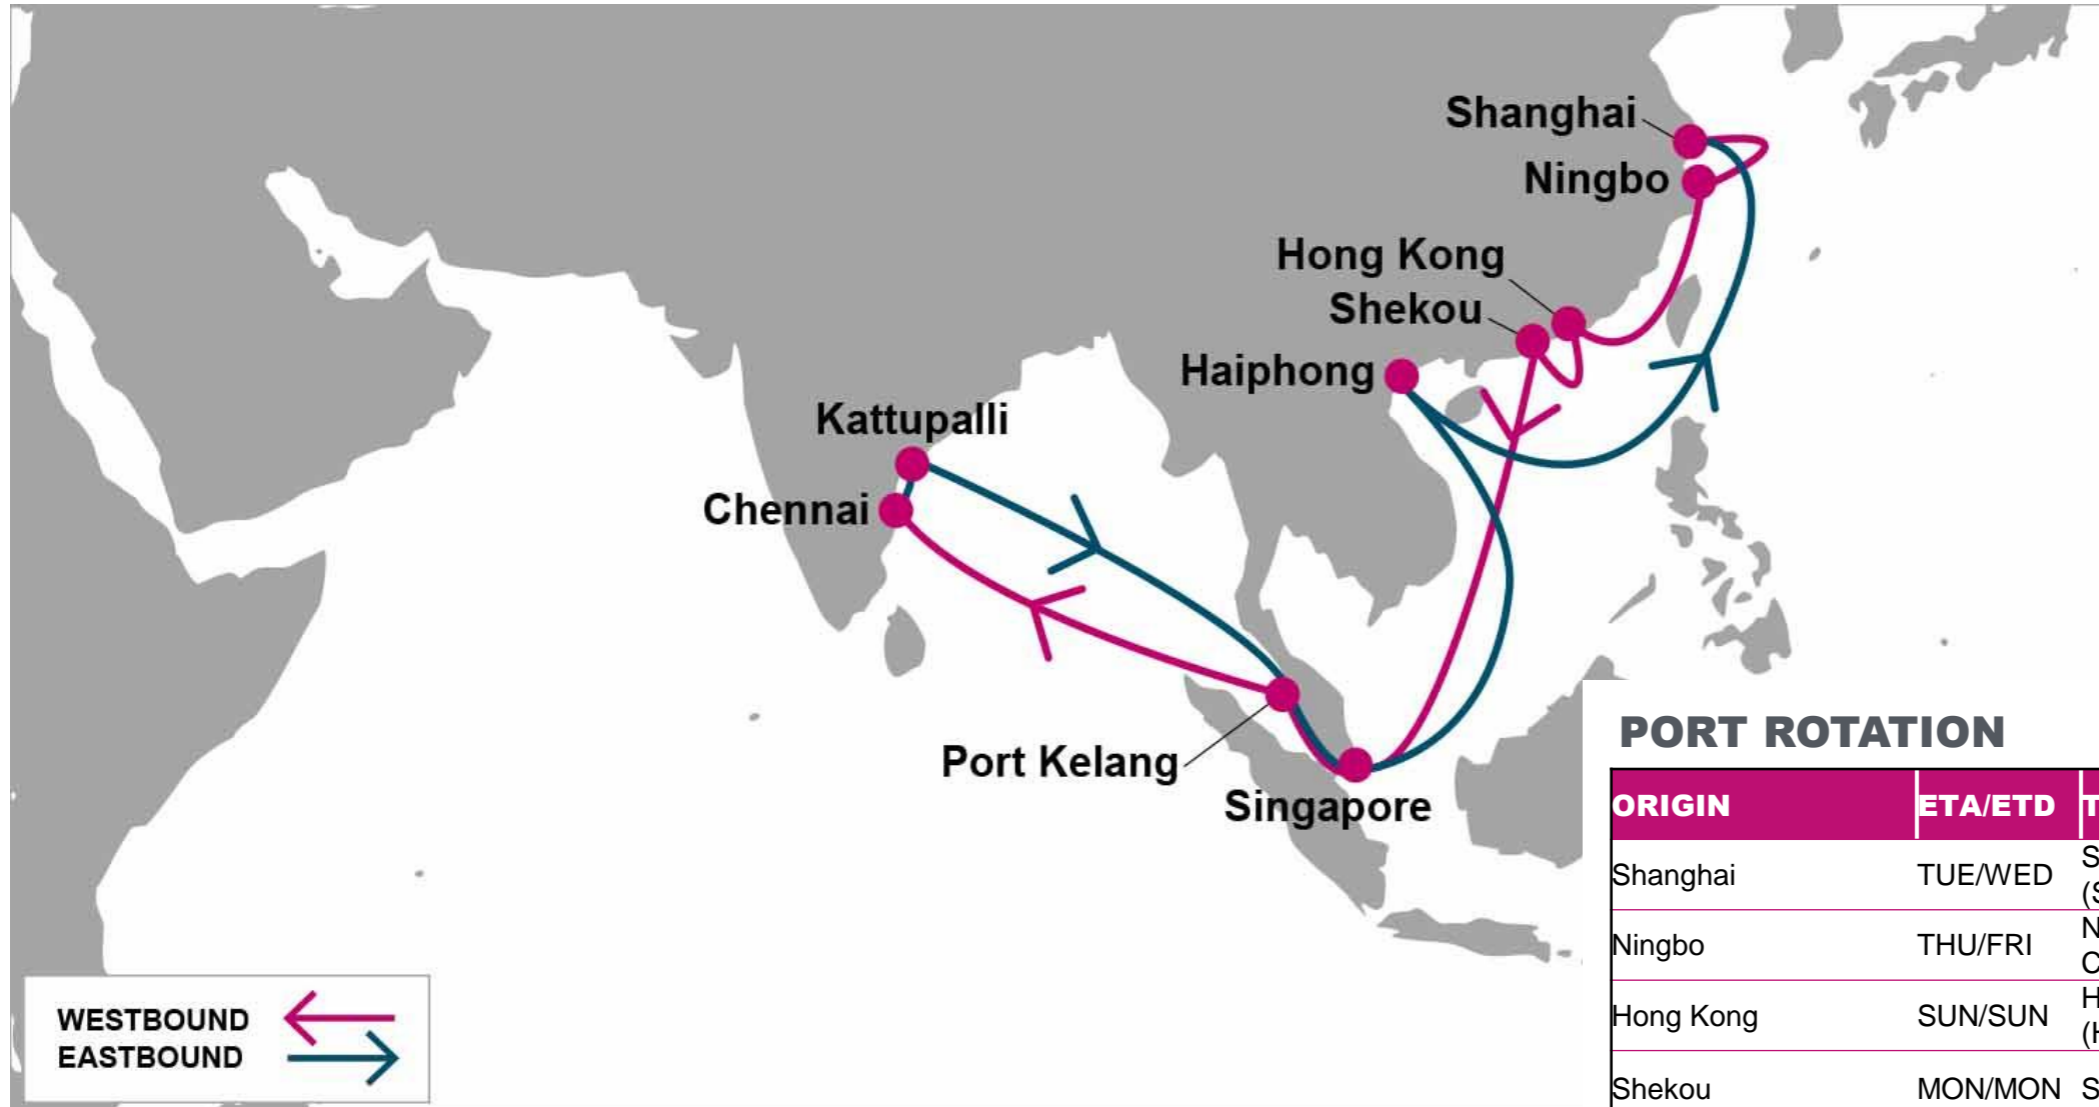 Shanghai
Ningbo
Hong Kong
Shekou
Haiphong
Kattupalli
Chennai
Port Kelang
Singapore
WESTBOUND
EASTBOUND
PORT ROTATION
ORIGIN ETA/ETD
Shanghai TUE/WED
Ningbo THU/FRI
Hong Kong SUN/SUN
Shekou MON/MON